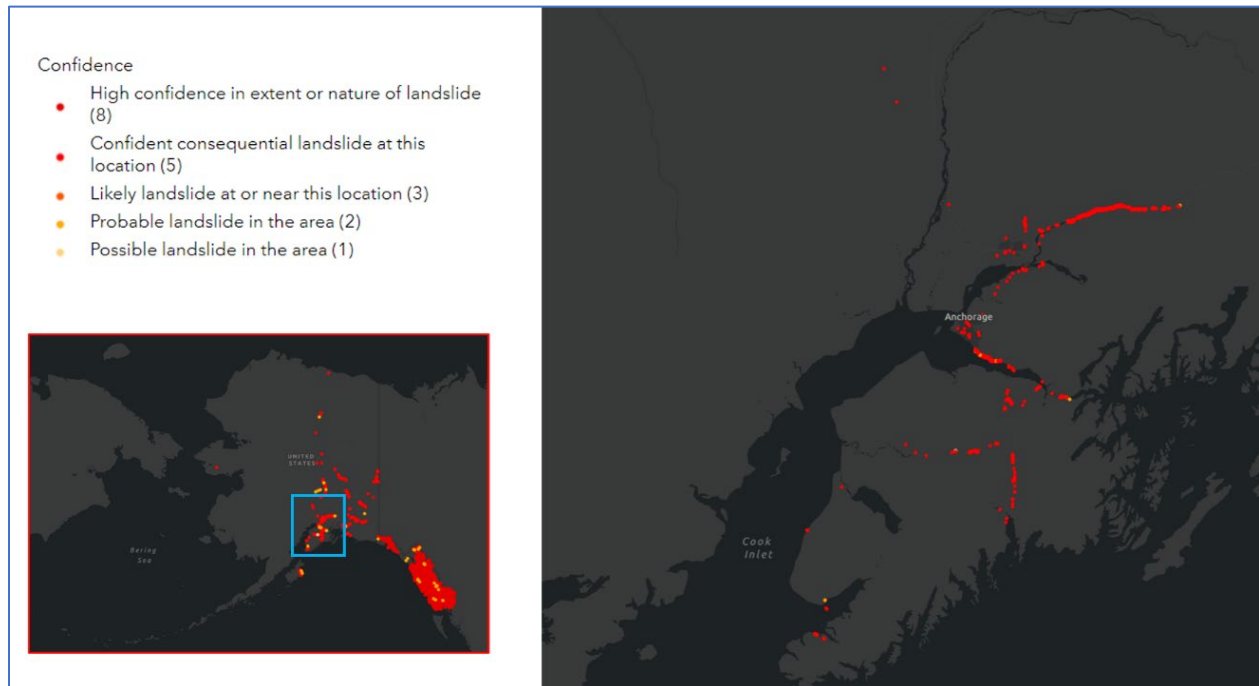 Confidence
High confidence in extent or nature of landslide
(8)
Confident consequential landslide at this
location (5)
Likely landslide at or near this location (3)
Probable landslide in the area (2)
Possible landslide in the area (1)
UNITED
STATES
Bering
Sea
Anchorage
Cook
Inlet